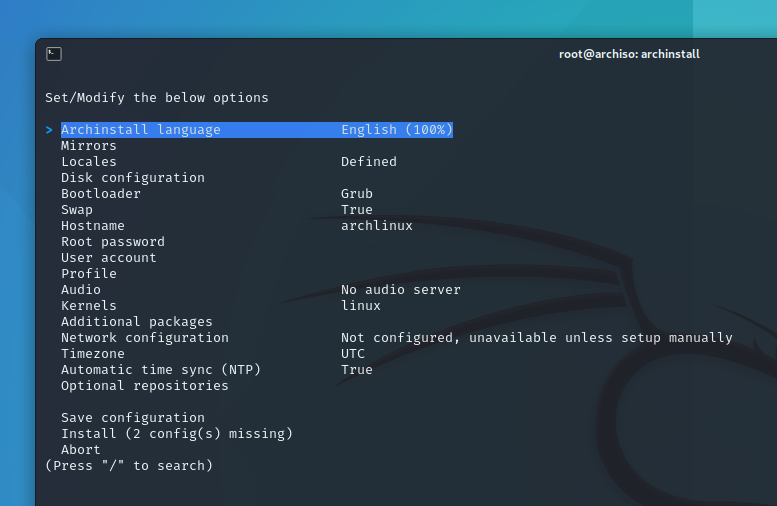 root@archiso: archinstall
Set/Modify the below options
> Archinstall language English (100%)
Mirrors
Locales Defined
Disk configuration
Bootloader Grub
Swap True
Hostname archlinux
Root password
User account
Profile
Audio No audio server
Kernels linux
Additional packages
Network configuration Not configured, unavailable unless setup manually
Timezone UTC
Automatic time sync (NTP) True
Optional repositories
Save configuration
Install (2 config(s) missing)
Abort
(Press "/" to search)